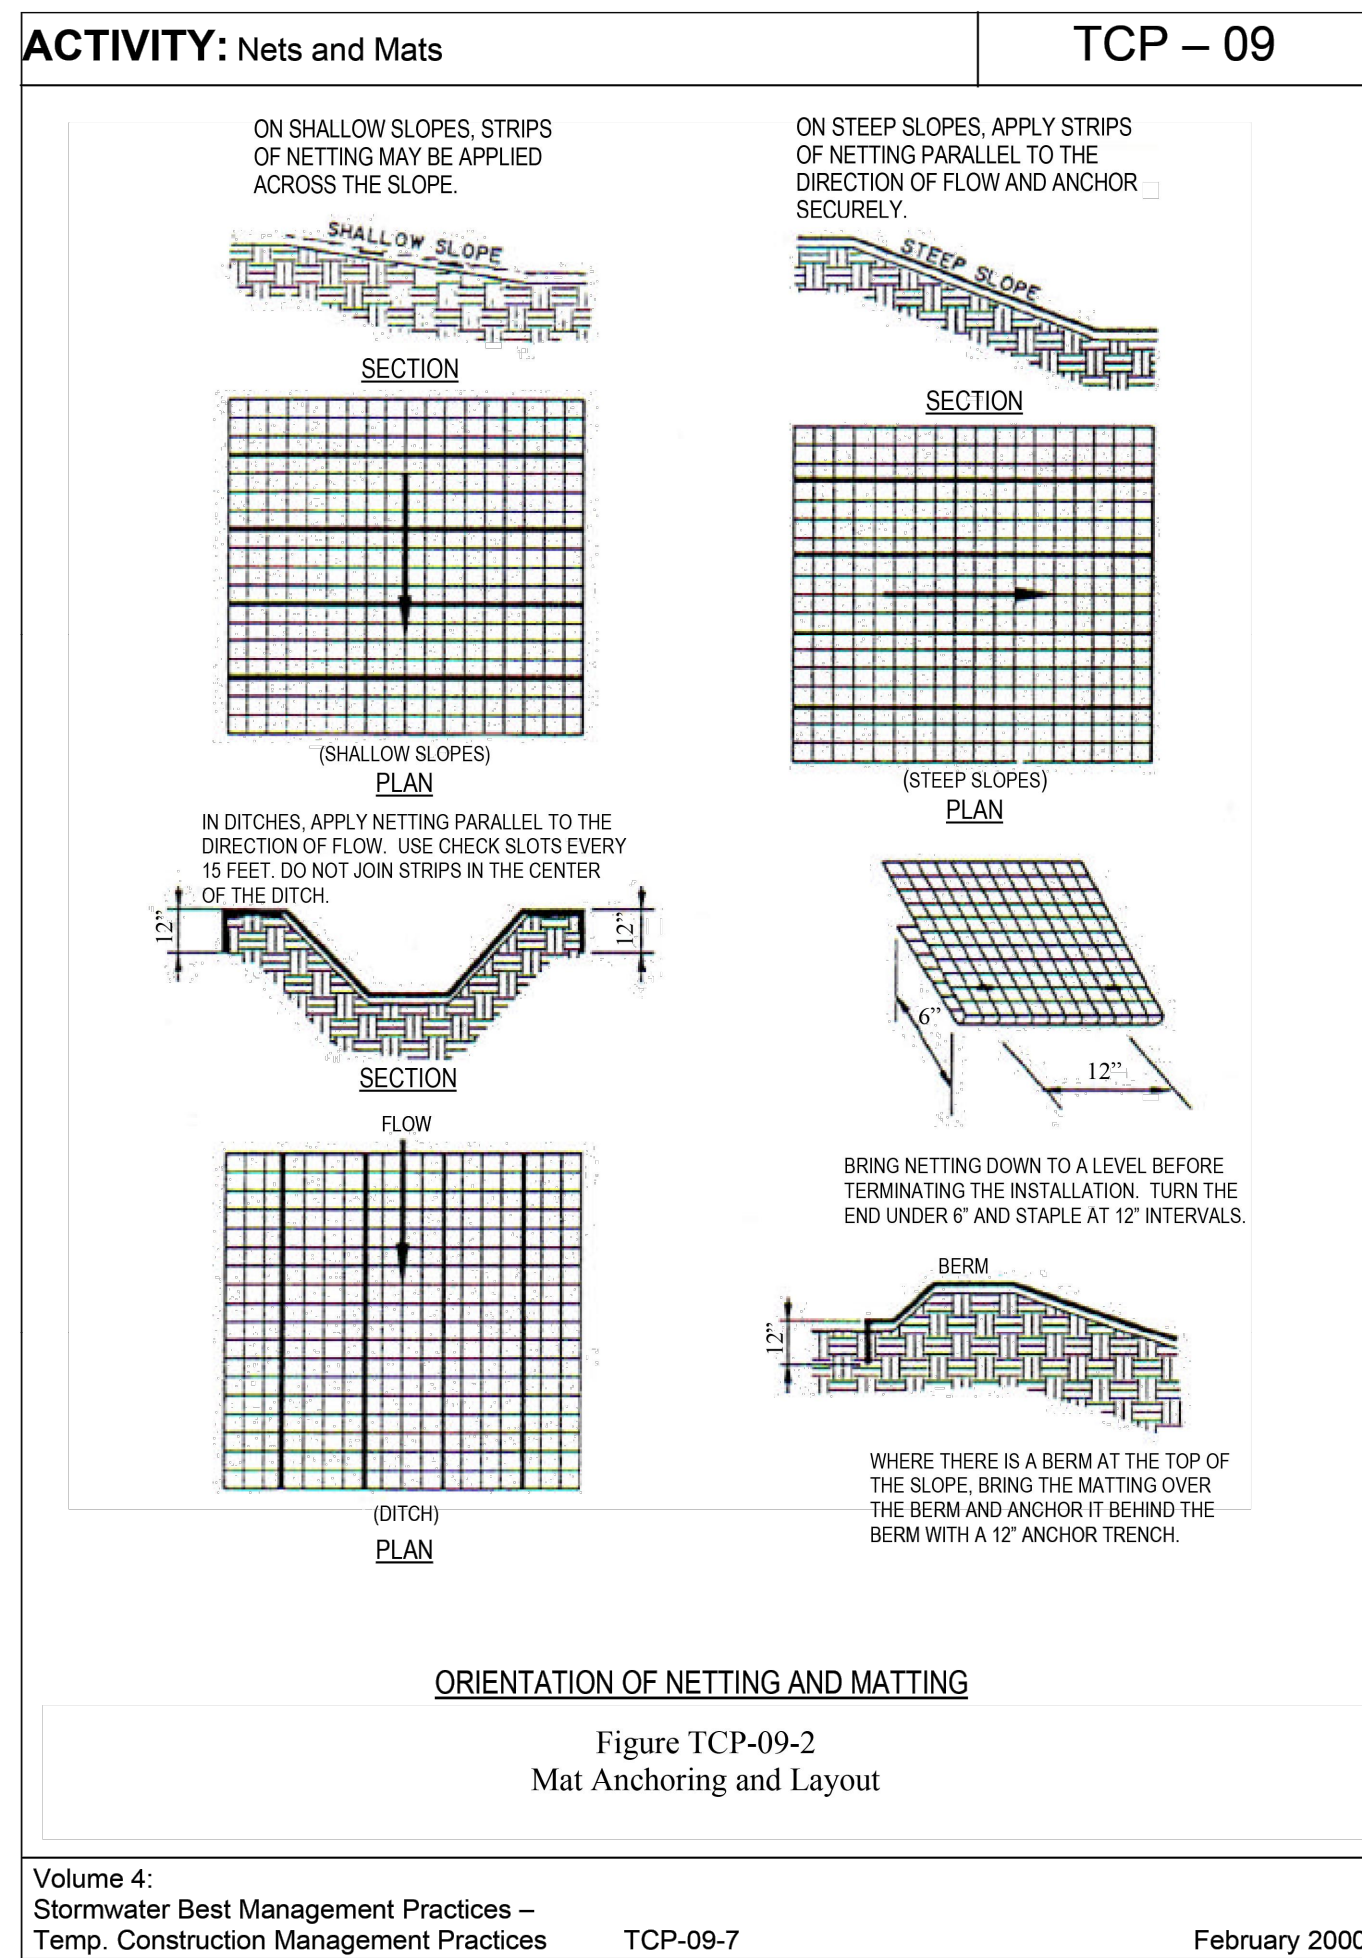 ACTIVITY: Nets and Mats
TCP – 09
ON SHALLOW SLOPES, STRIPS
OF NETTING MAY BE APPLIED
ACROSS THE SLOPE.
SHALLOW SLOPE
SECTION
(SHALLOW SLOPES)
PLAN
ON STEEP SLOPES, APPLY STRIPS
OF NETTING PARALLEL TO THE
DIRECTION OF FLOW AND ANCHOR
SECURELY.
STEEP SLOPE
SECTION
(STEEP SLOPES)
PLAN
IN DITCHES, APPLY NETTING PARALLEL TO THE
DIRECTION OF FLOW. USE CHECK SLOTS EVERY
15 FEET. DO NOT JOIN STRIPS IN THE CENTER
OF THE DITCH.
12”
12”
SECTION
FLOW
(DITCH)
PLAN
6”
12”
BRING NETTING DOWN TO A LEVEL BEFORE
TERMINATING THE INSTALLATION. TURN THE
END UNDER 6” AND STAPLE AT 12” INTERVALS.
BERM
12”
WHERE THERE IS A BERM AT THE TOP OF
THE SLOPE, BRING THE MATTING OVER
THE BERM AND ANCHOR IT BEHIND THE
BERM WITH A 12” ANCHOR TRENCH.
ORIENTATION OF NETTING AND MATTING
Figure TCP-09-2
Mat Anchoring and Layout
Volume 4:
Stormwater Best Management Practices –
Temp. Construction Management Practices
TCP-09-7
February 2000